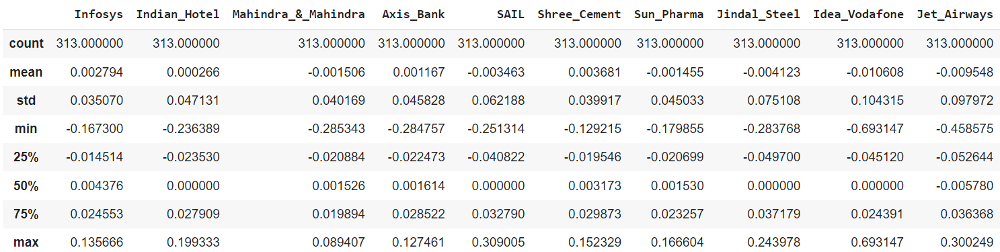 Infosys Indian_Hotel Mahindra_&_Mahindra Axis_Bank SAIL Shree_Cement Sun_Pharma Jindal_Steel Idea_Vodafone Jet_Airways
count 313.000000 313.000000 313.000000 313.000000 313.000000 313.000000 313.000000 313.000000 313.000000 313.000000
mean 0.002794 0.000266 -0.001506 0.001167 -0.003463 0.003681 -0.001455 -0.004123 -0.010608 -0.009548
std 0.035070 0.047131 0.040169 0.045828 0.062188 0.039917 0.045033 0.075108 0.104315 0.097972
min -0.167300 -0.236389 -0.285343 -0.284757 -0.251314 -0.129215 -0.179855 -0.283768 -0.693147 -0.458575
25% -0.014514 -0.023530 -0.020884 -0.022473 -0.040822 -0.019546 -0.020699 -0.049700 -0.045120 -0.052644
50% 0.004376 0.000000 0.001526 0.001614 0.000000 0.003173 0.001530 0.000000 0.000000 -0.005780
75% 0.024553 0.027909 0.019894 0.028522 0.032790 0.029873 0.023257 0.037179 0.024391 0.036368
max 0.135666 0.199333 0.089407 0.127461 0.309005 0.152329 0.166604 0.243978 0.693147 0.300249